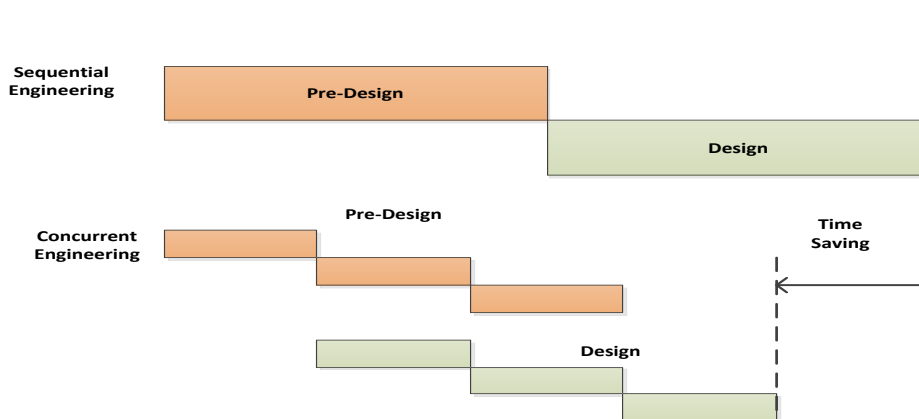 Sequential
Engineering
Pre-Design
Design
Pre-Design
Concurrent
Engineering
Time
Saving
Design